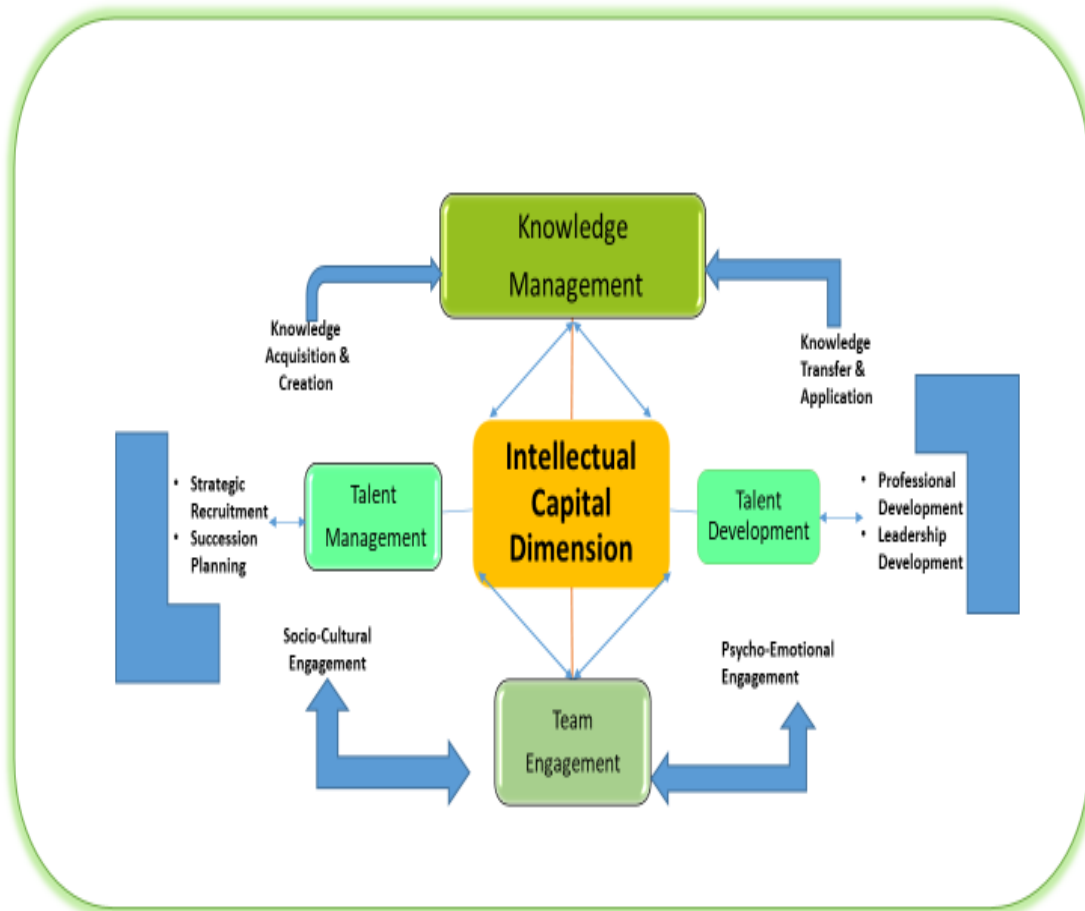 Knowledge
Management
Knowledge
Acquisition &
Creation
Knowledge
Transfer &
Application
Intellectual
Capital
Dimension
• Strategic
Recruitment
• Succession
Planning
Talent
Management
Talent
Development
• Professional
Development
• Leadership
Development
Socio-Cultural
Engagement
Psycho-Emotional
Engagement
Team
Engagement